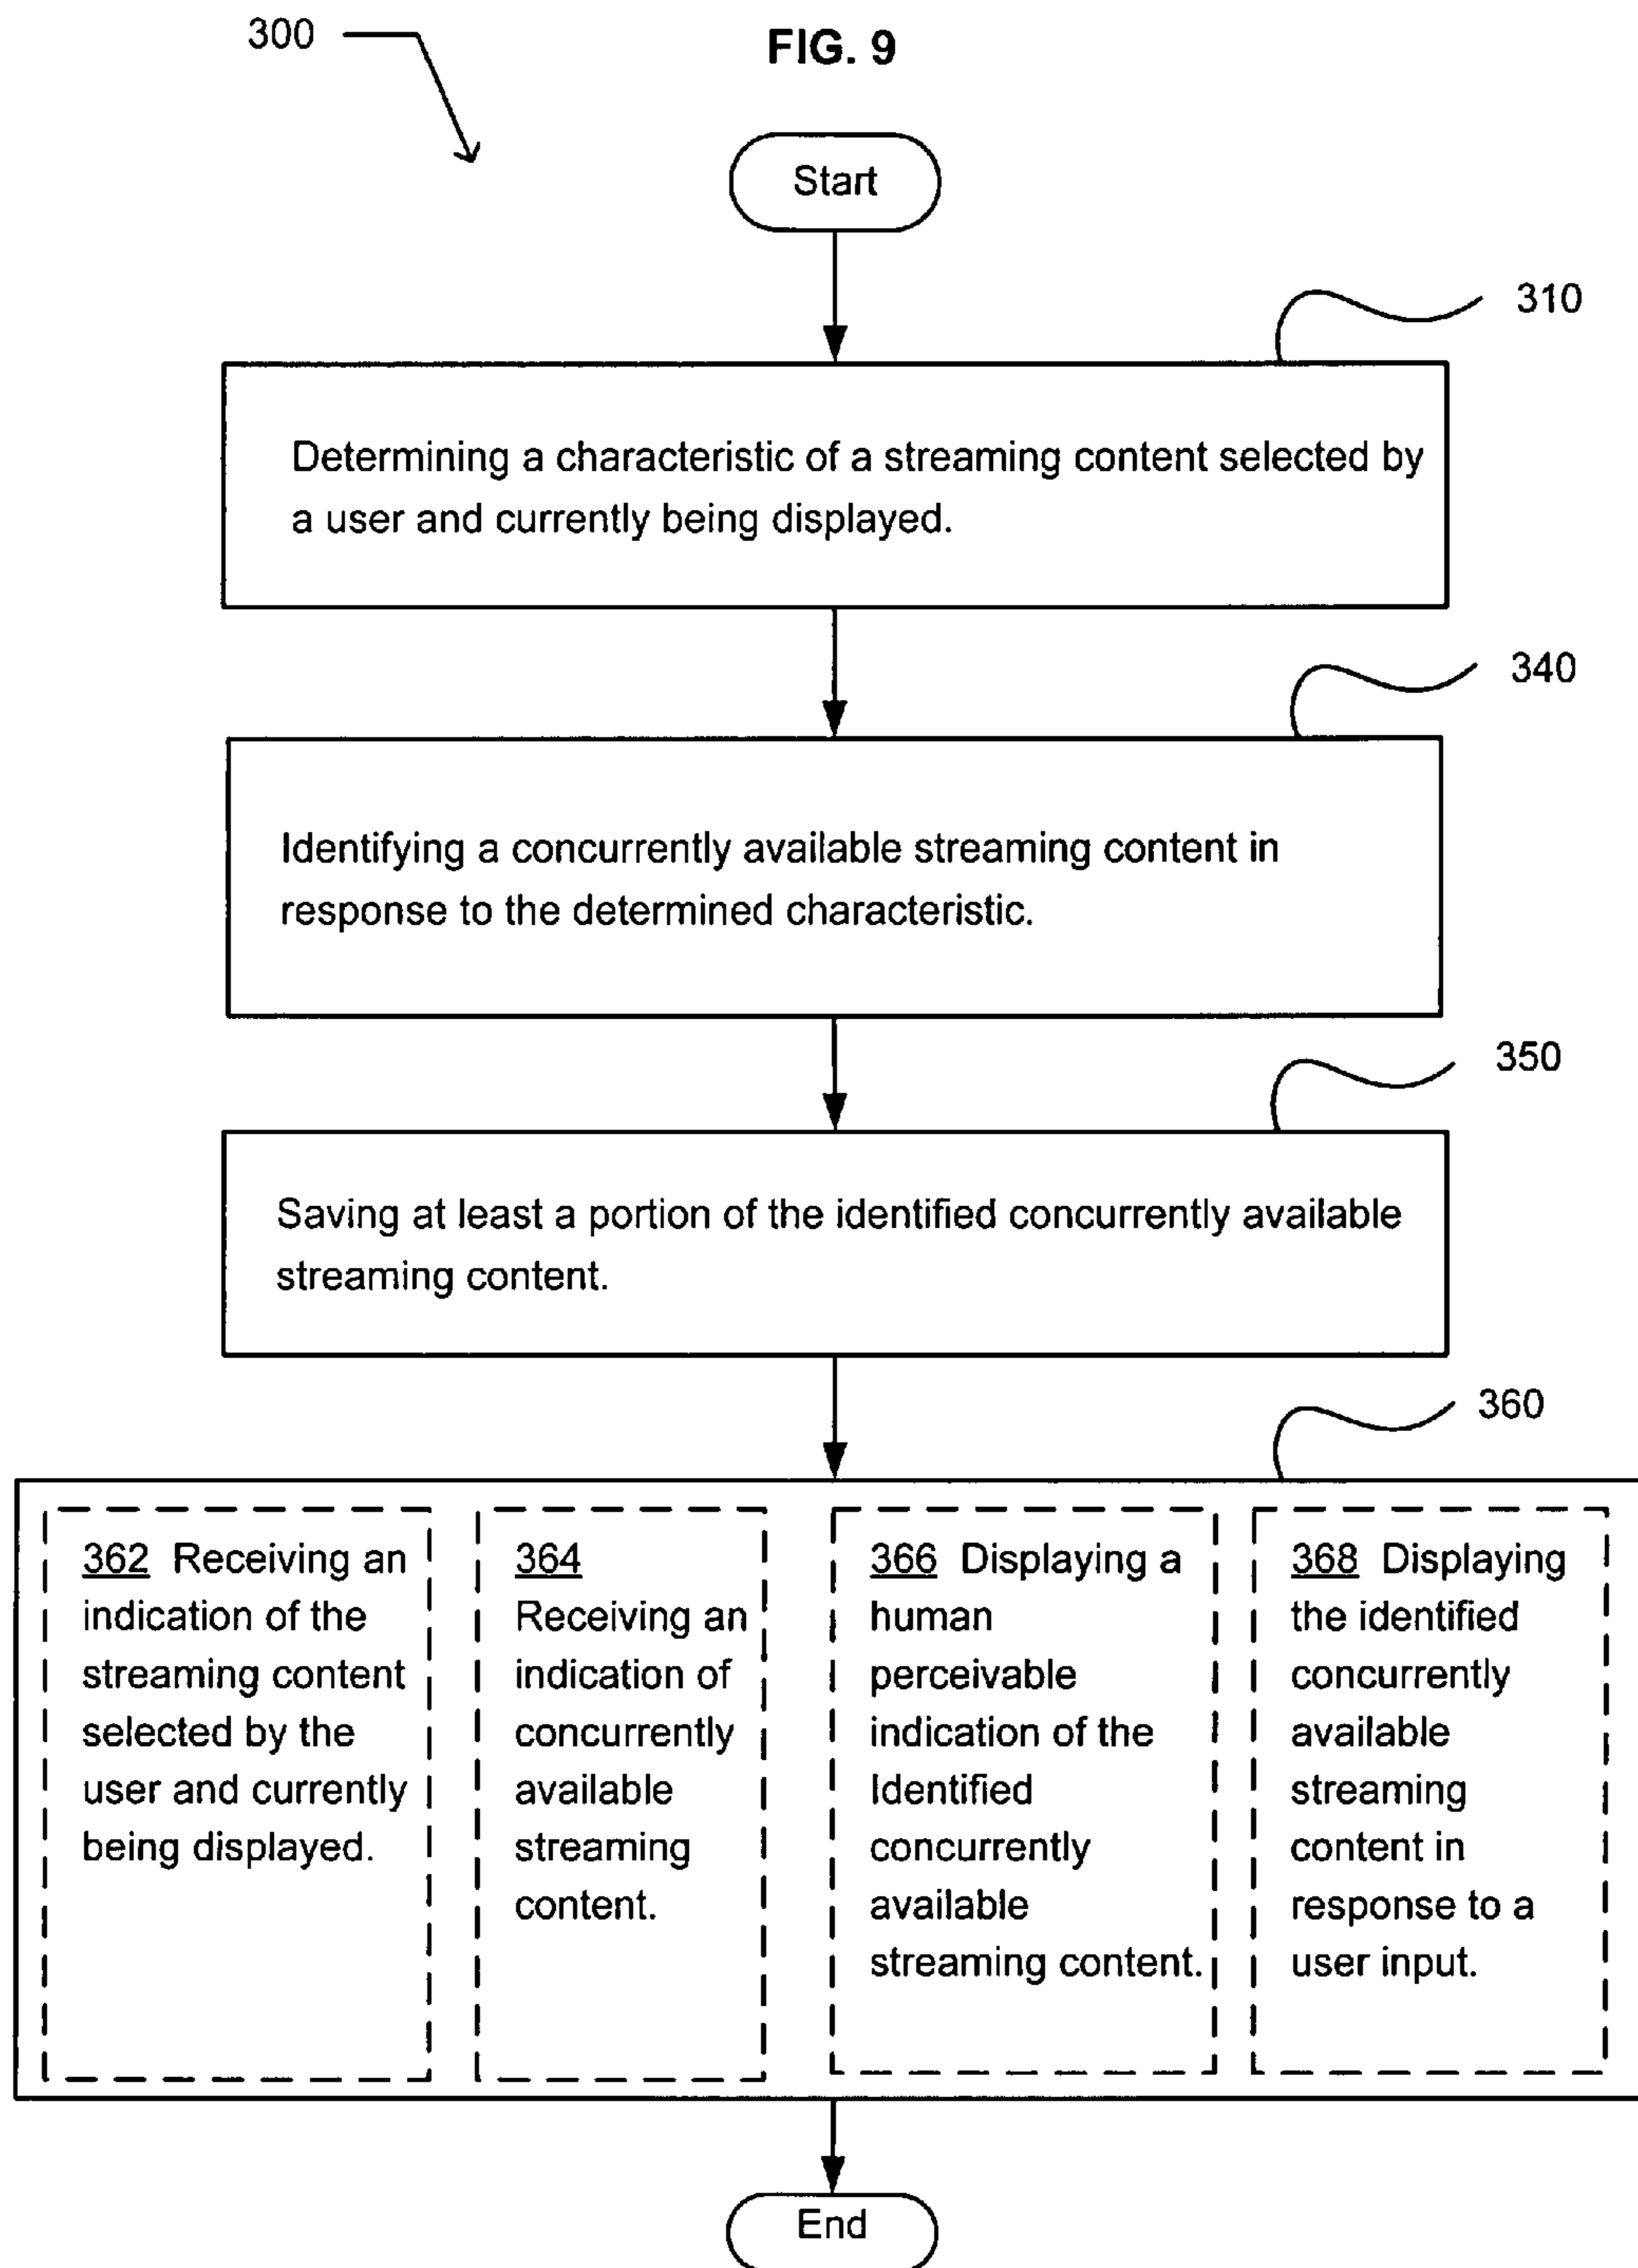 300
FIG. 9
Start
310
Determining a characteristic of a streaming content selected by
a user and currently being displayed.
340
Identifying a concurrently available streaming content in
response to the determined characteristic.
350
Saving at least a portion of the identified concurrently available
streaming content.
360
362 Receiving an
indication of the
streaming content
selected by the
user and currently
being displayed.
364
Receiving an
indication of
concurrently
available
streaming
content.
366 Displaying a
human
perceivable
indication of the
Identified
concurrently
available
streaming content.
368 Displaying
the identified
concurrently
available
streaming
content in
response to a
user input.
End